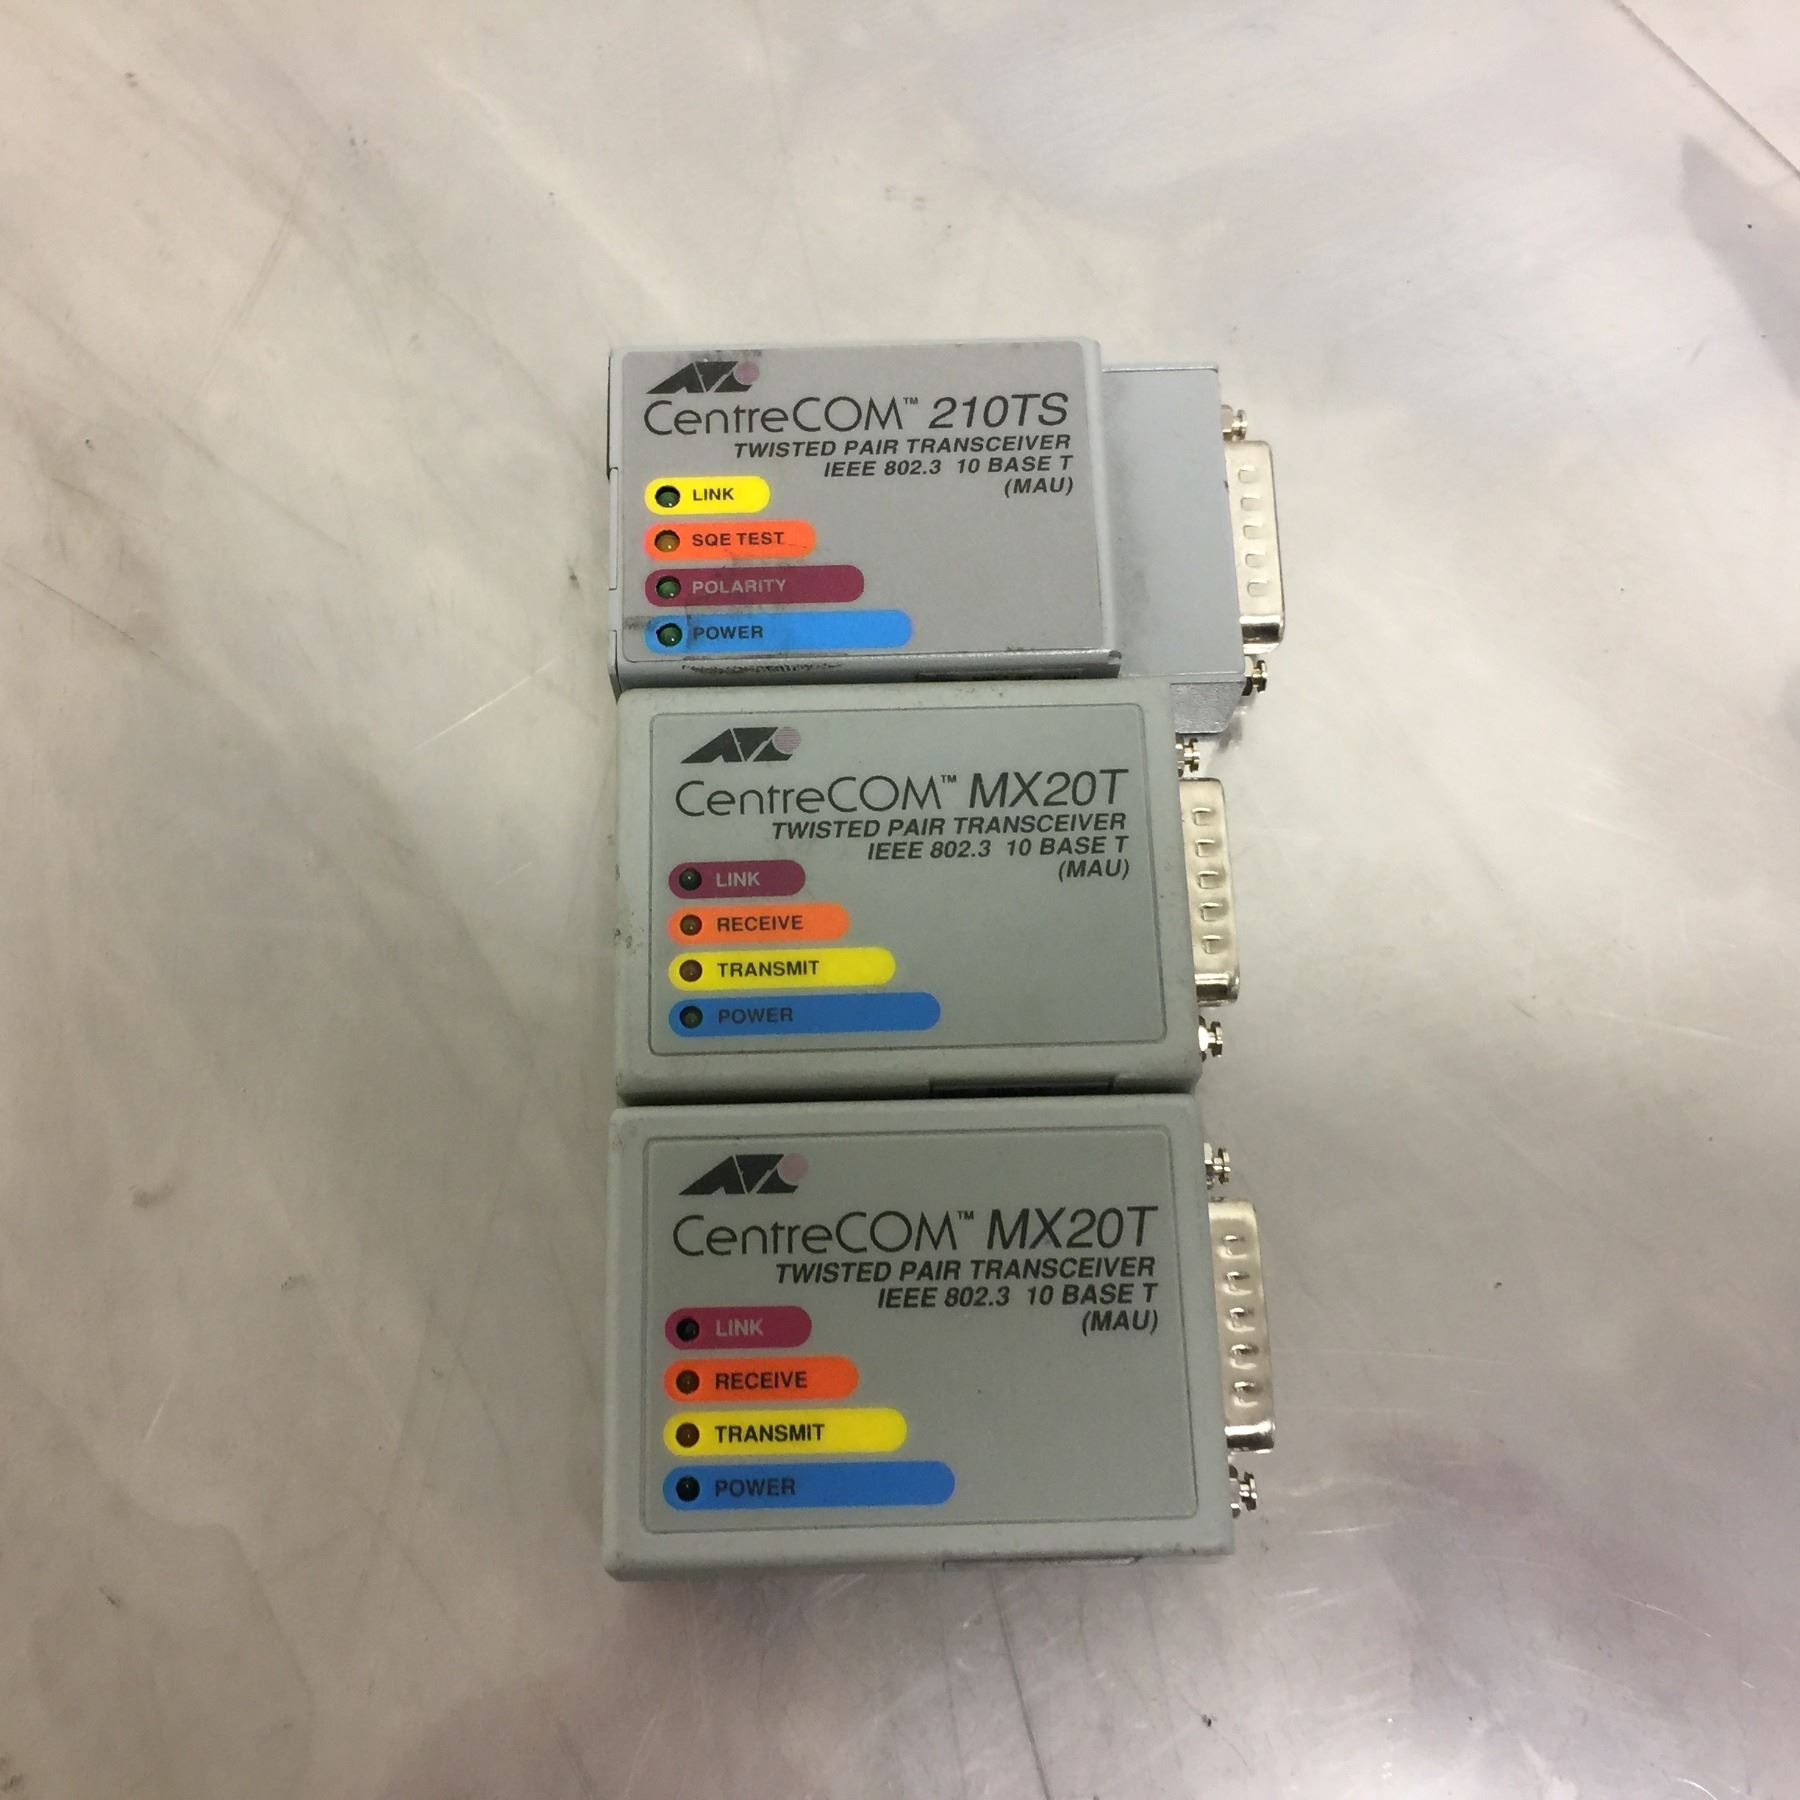 CentreCOM™ 210TS
TWISTED PAIR TRANSCEIVER
IEEE 802.3 10 BASE T
(MAU)
LINK
SQE TEST
POLARITY
POWER
CentreCOM™ MX20T
TWISTED PAIR TRANSCEIVER
IEEE 802.3 10 BASE T
(MAU)
LINK
RECEIVE
TRANSMIT
POWER
CentreCOM™ MX20T
TWISTED PAIR TRANSCEIVER
IEEE 802.3 10 BASE T
(MAU)
LINK
RECEIVE
TRANSMIT
POWER